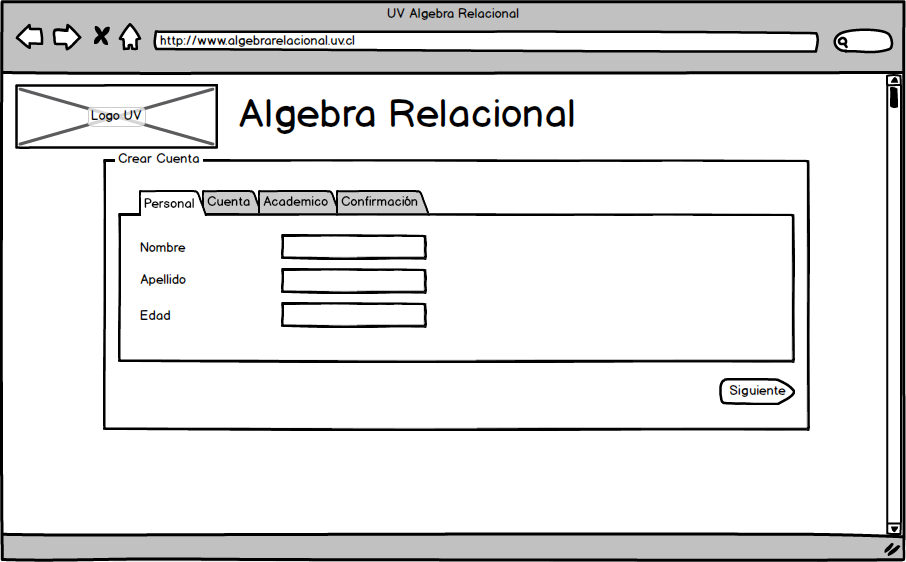 UV Algebra Relacional
http://www.algebrarelacional.uv.cl
Logo UV
Algebra Relacional
Crear Cuenta
Personal Cuenta Academico Confirmación
Nombre
Apellido
Edad
Siguiente